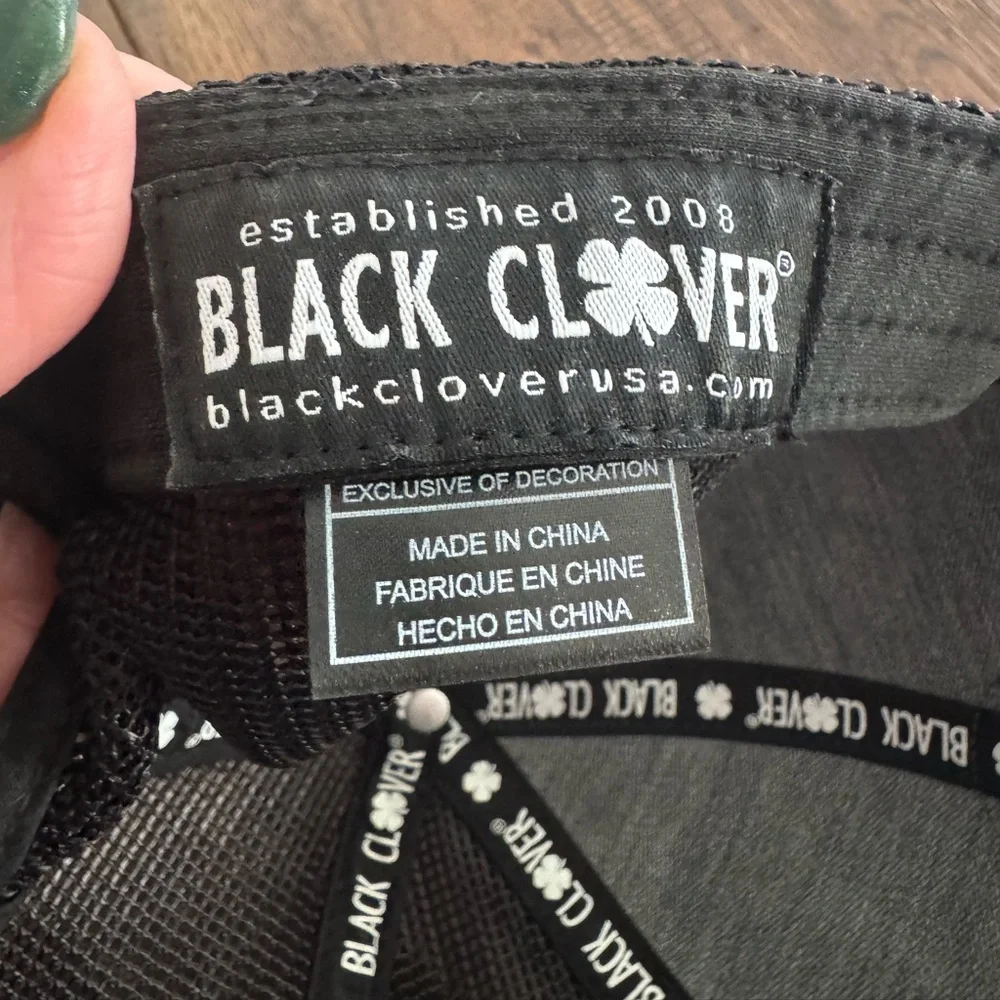 established 2008
BLACK CLOVER®
blackcloverusa.com
EXCLUSIVE OF DECORATION
MADE IN CHINA
FABRIQUE EN CHINE
HECHO EN CHINA
BLACK CLOVER® BLACK CLOVER®
BLACK CLOVER®
BLACK CLOVER®